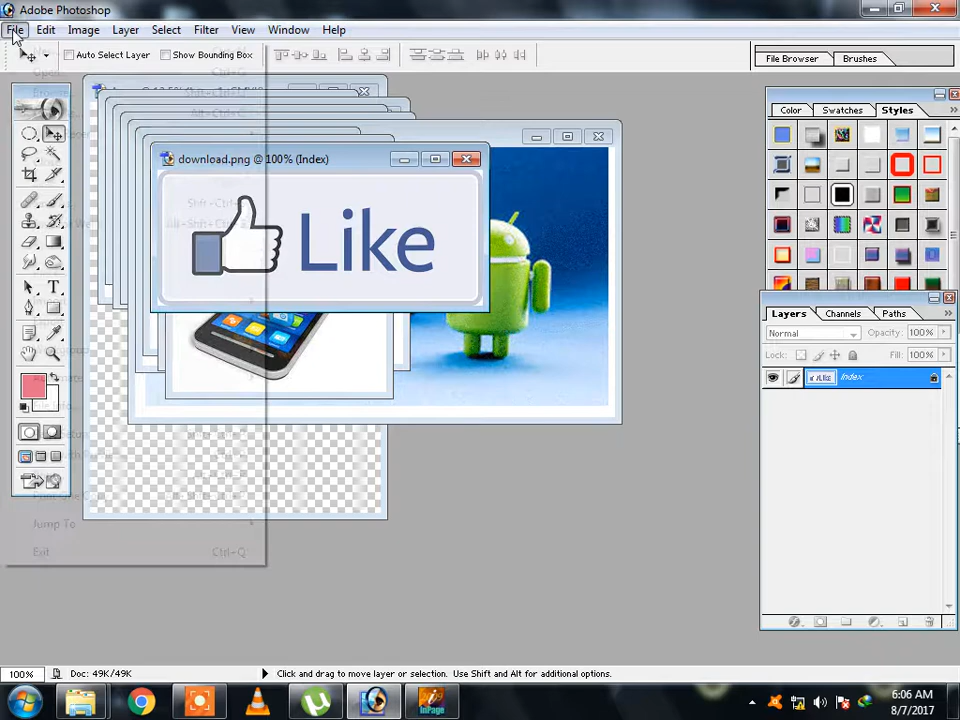 Adobe Photoshop
File Edit Image Layer Select Filter View Window Help
Auto Select Layer Show Bounding Box
File Browser Brushes
Color Swatches Styles
download.png @ 100% (Index)
Like
Layers Channels Paths
Normal Opacity: 100%
Lock: Fill: 100%
Like Index
Jump To
Exit Ctrl+Q
100% Doc: 49K/49K Click and drag to move layer or selection. Use Shift and Alt for additional options.
InPage
6:06 AM
8/7/2017